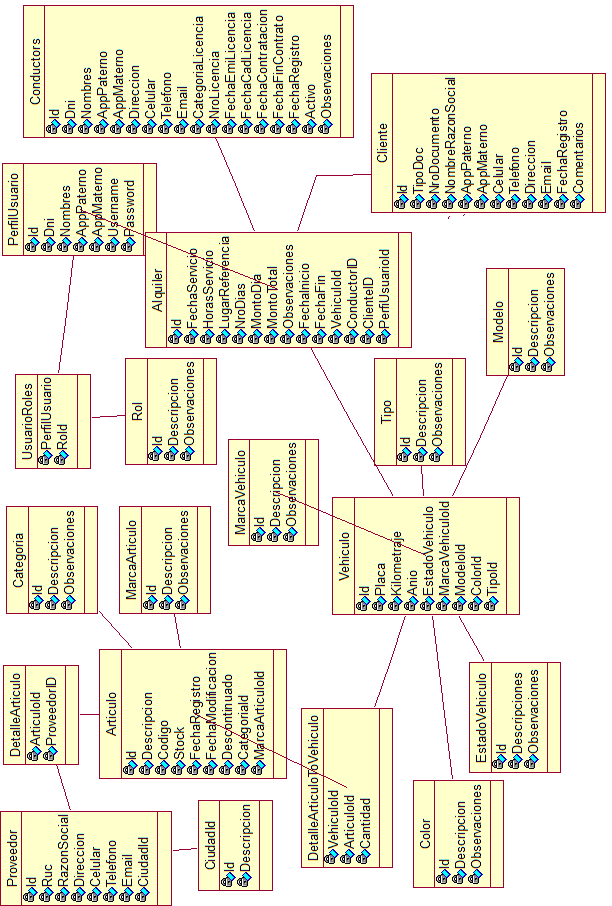 Conductors
Id
Dni
Nombres
AppPaterno
AppMaterno
Direccion
Celular
Telefono
Email
CategoriaLicencia
NroLicencia
FechaEmiLicencia
FechaCadLicencia
FechaContratacion
FechaFinContrato
FechaRegistro
Activo
Observaciones
Cliente
Id
TipoDoc
NroDocumento
NombreRazonSocial
AppPaterno
AppMaterno
Celular
Telefono
Direccion
Email
FechaRegistro
Comentarios
PerfilUsuario
Id
Dni
Nombres
AppPaterno
AppMaterno
Username
Password
Alquiler
Id
FechaServicio
HorasServicio
LugarReferencia
NroDias
MontoDia
MontoTotal
Observaciones
FechaInicio
FechaFin
VehiculoId
ConductorID
ClienteID
PerfilUsuarioId
Modelo
Id
Descripcion
Observaciones
UsuarioRoles
PerfilUsuario
RolId
Rol
Id
Descripcion
Observaciones
Tipo
Id
Descripcion
Observaciones
MarcaVehiculo
Id
Descripcion
Observaciones
Vehiculo
Id
Placa
Kilometraje
Anio
EstadoVehiculo
MarcaVehiculoId
ModeloId
ColorId
TipoId
Categoria
Id
Descripcion
Observaciones
MarcaArticulo
Id
Descripcion
Observaciones
DetalleArticulo
ArticuloId
ProveedorID
Articulo
Id
Descripcion
Codigo
Stock
FechaRegistro
FechaModificacion
Descontinuado
CategoriaId
MarcaArticuloId
EstadoVehiculo
Id
Descripciones
Observaciones
DetalleArticuloToVehiculo
VehiculoId
ArticuloId
Cantidad
Color
Id
Descripcion
Observaciones
Proveedor
Id
Ruc
RazonSocial
Direccion
Celular
Telefono
Email
CiudadId
CiudadId
Id
Descripcion